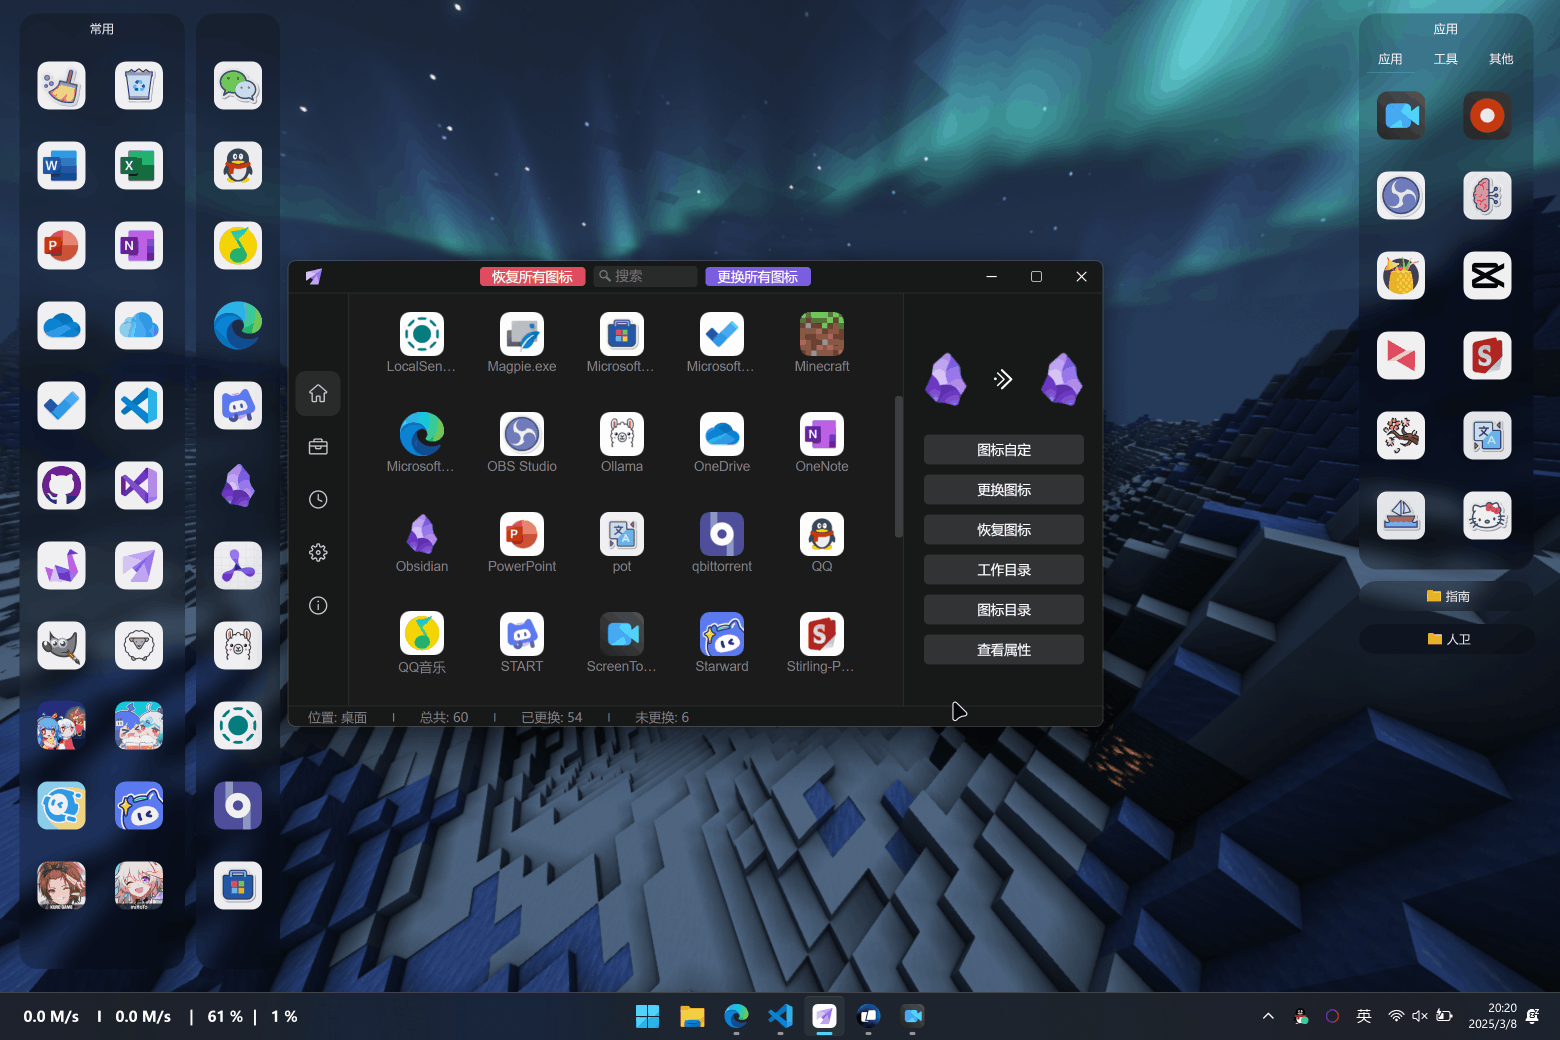 常用
应用
应用 工具 其他
恢复所有图标 搜索 更换所有图标
LocalSen... Magpie.exe Microsoft... Microsoft... Minecraft
Microsoft... OBS Studio Ollama OneDrive OneNote
Obsidian PowerPoint pot qbittorrent QQ
QQ音乐 START ScreenTo... Starward Stirling-P...
图标自定
更换图标
恢复图标
工作目录
图标目录
查看属性
位置: 桌面 | 总共: 60 | 已更换: 54 | 未更换: 6
指南
人卫
0.0 M/s | 0.0 M/s | 61 % | 1 %
英
20:20
2025/3/8